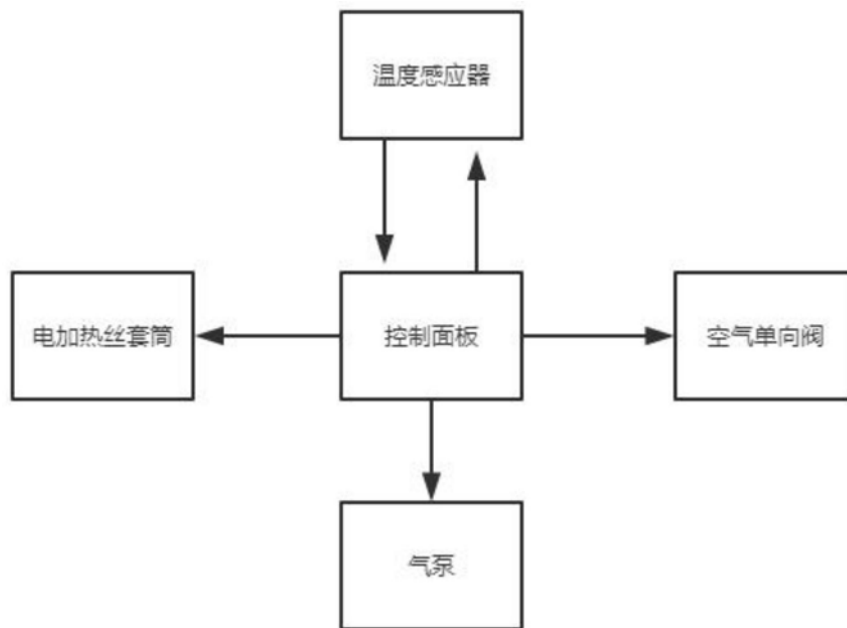 温度感应器
电加热丝套筒
控制面板
空气单向阀
气泵